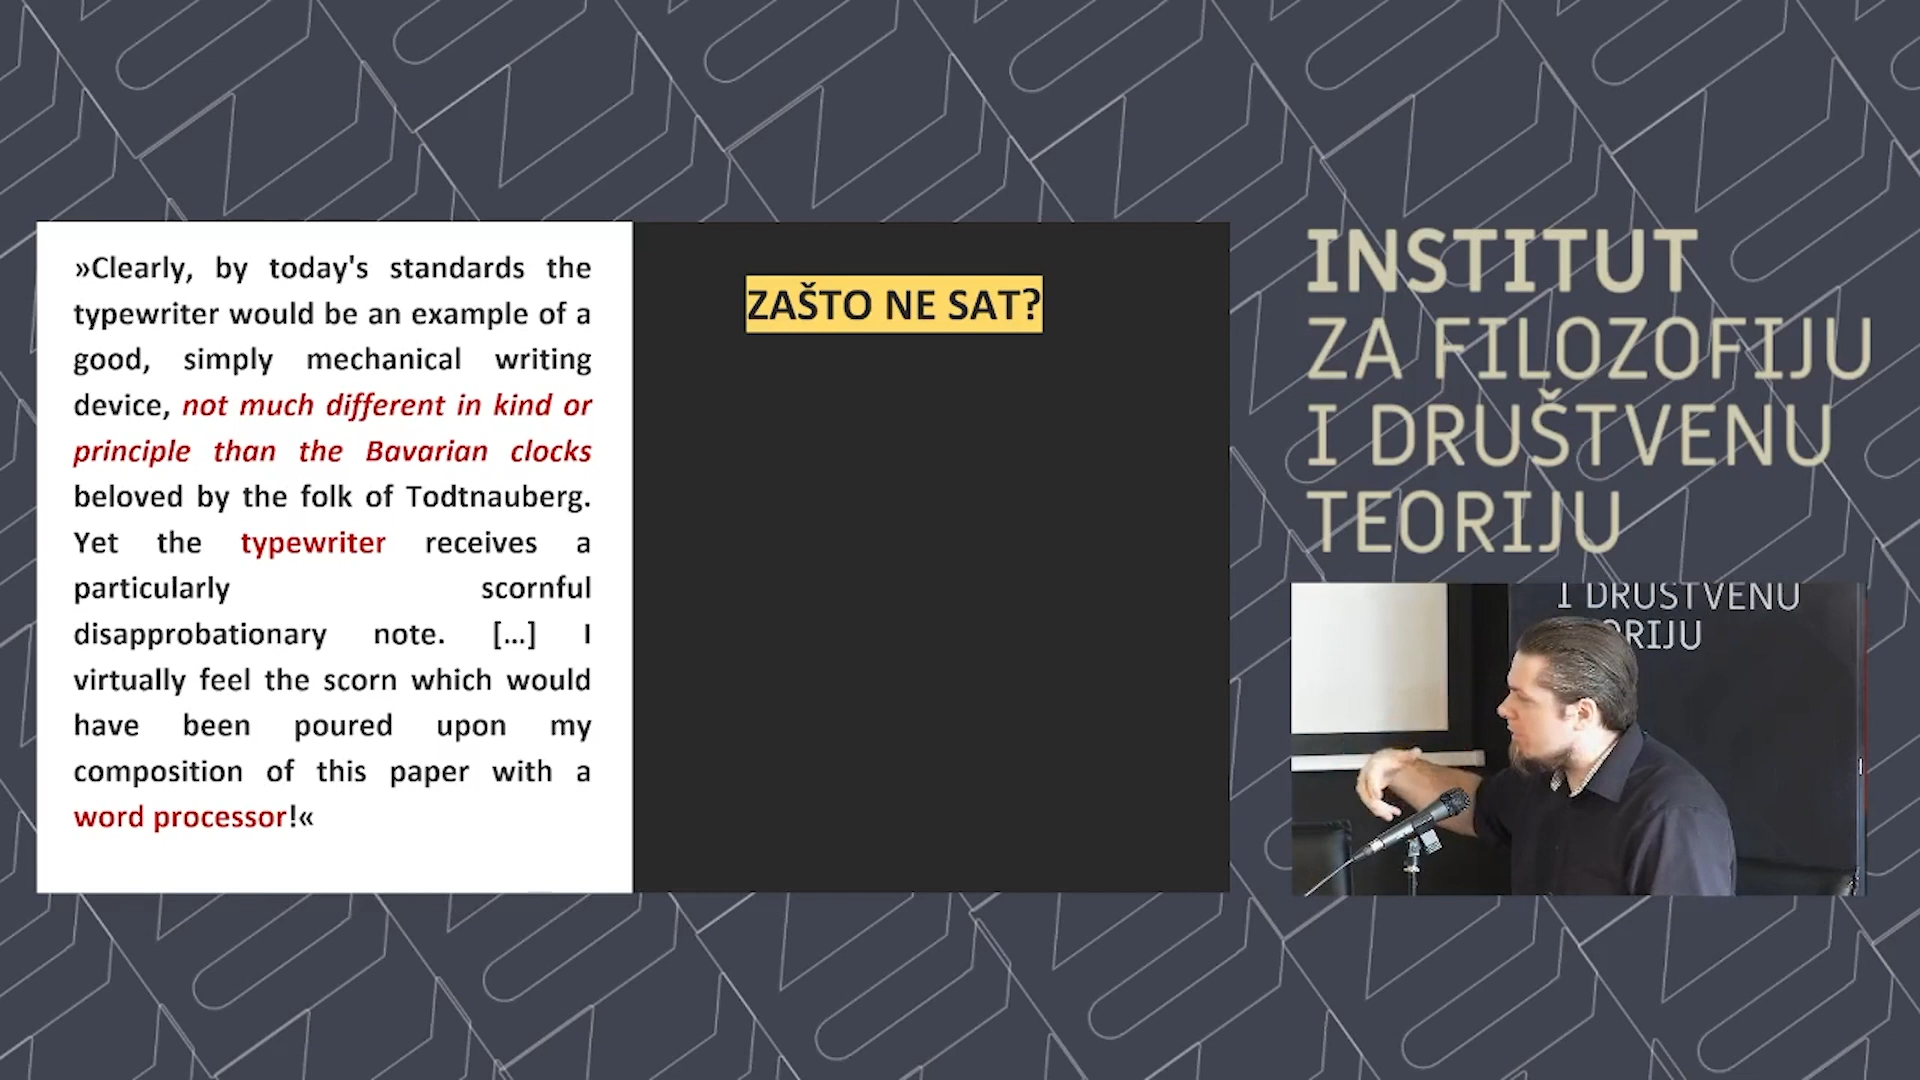 »Clearly, by today's standards the
typewriter would be an example of a
good, simply mechanical writing
device, not much different in kind or
principle than the Bavarian clocks
beloved by the folk of Todtnauberg.
Yet the typewriter receives a
particularly scornful
disapprobationary note. […] I
virtually feel the scorn which would
have been poured upon my
composition of this paper with a
word processor!«
ZAŠTO NE SAT?
INSTITUT
ZA FILOZOFIJU
I DRUŠTVENU
TEORIJU
I DRUŠTVENU
ORIJU